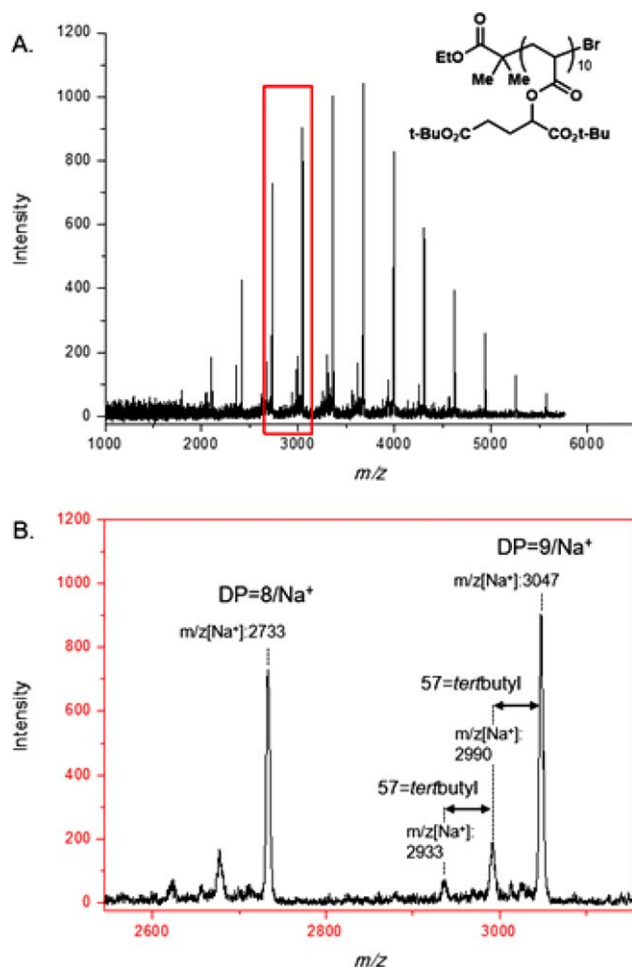 A.
1200
1000
800
600
400
200
0
Intensity
1000 2000 3000 4000 5000 6000
m/z
O
EtO
Me Me
Br
10
O
O
t-BuO₂C CO₂tBu
B.
1200
1000
800
600
400
200
0
Intensity
DP=8/Na⁺
m/z[Na⁺]:2733
DP=9/Na⁺
m/z[Na⁺]:3047
57=tertbutyl
m/z[Na⁺]:
2990
57=tertbutyl
m/z[Na⁺]:
2933
2600 2800 3000
m/z